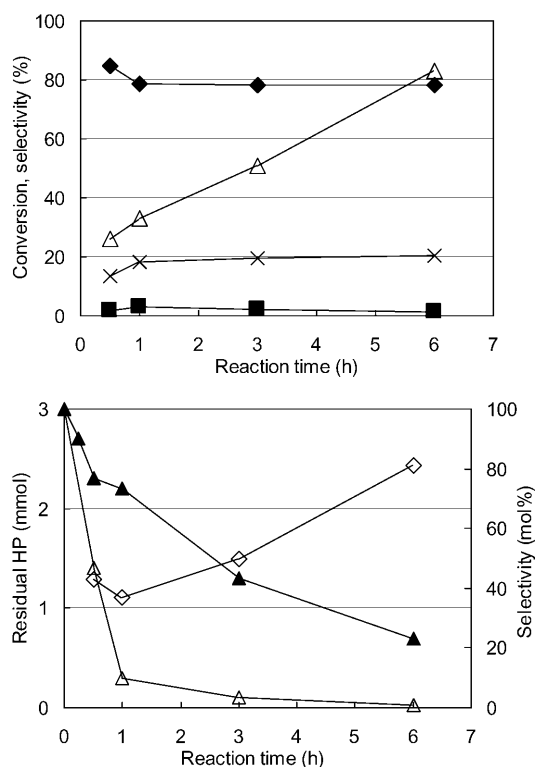 100
80
60
40
20
0
Conversion, selectivity (%)
0 1 2 3 4 5 6 7
Reaction time (h)
3
2
1
0
Residual HP (mmol)
100
80
60
40
20
0
Selectivity (mol%)
0 1 2 3 4 5 6 7
Reaction time (h)